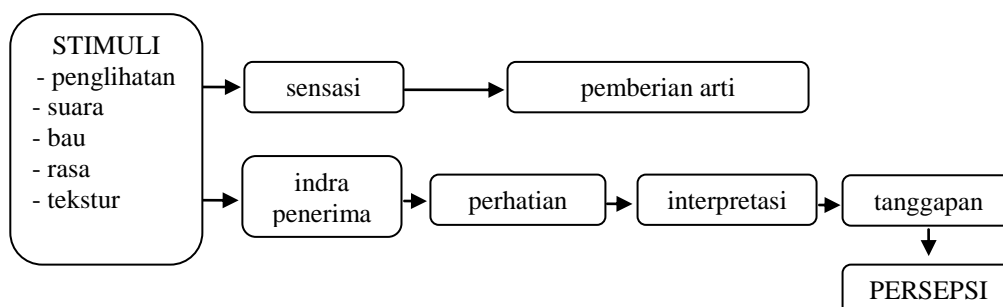 STIMULI
- penglihatan
- suara
- bau
- rasa
- tekstur
sensasi
pemberian arti
indra
penerima
perhatian
interpretasi
tanggapan
PERSEPSI